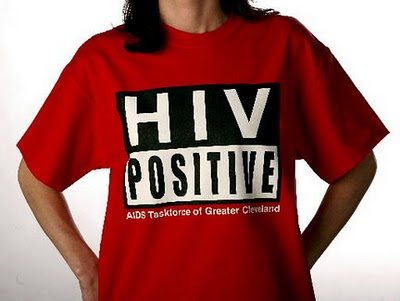 HIV
POSITIVE
AIDS Taskforce of Greater Cleveland